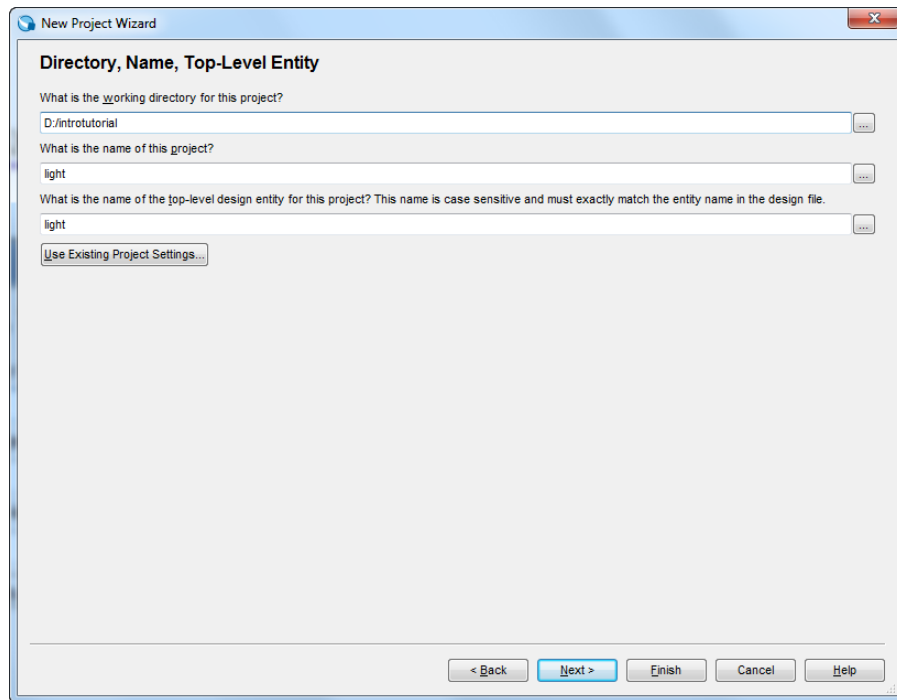 New Project Wizard
Directory, Name, Top-Level Entity
What is the working directory for this project?
D:/introtutorial
...
What is the name of this project?
light
...
What is the name of the top-level design entity for this project? This name is case sensitive and must exactly match the entity name in the design file.
light
...
Use Existing Project Settings...
< Back
Next >
Finish
Cancel
Help